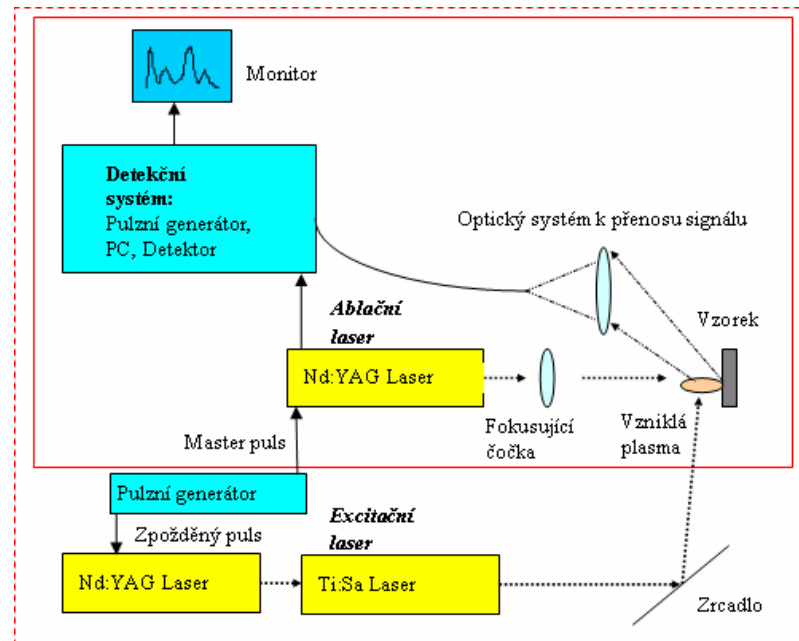 Monitor
Detekční
systém:
Pulzní generátor,
PC, Detektor
Optický systém k přenosu signálu
Vzorek
Ablační
laser
Nd:YAG Laser
Fokusující
čočka
Vzniklá
plasma
Master puls
Pulzní generátor
Zpožděný puls
Excitační
laser
Nd:YAG Laser
Ti:Sa Laser
Zrcadlo